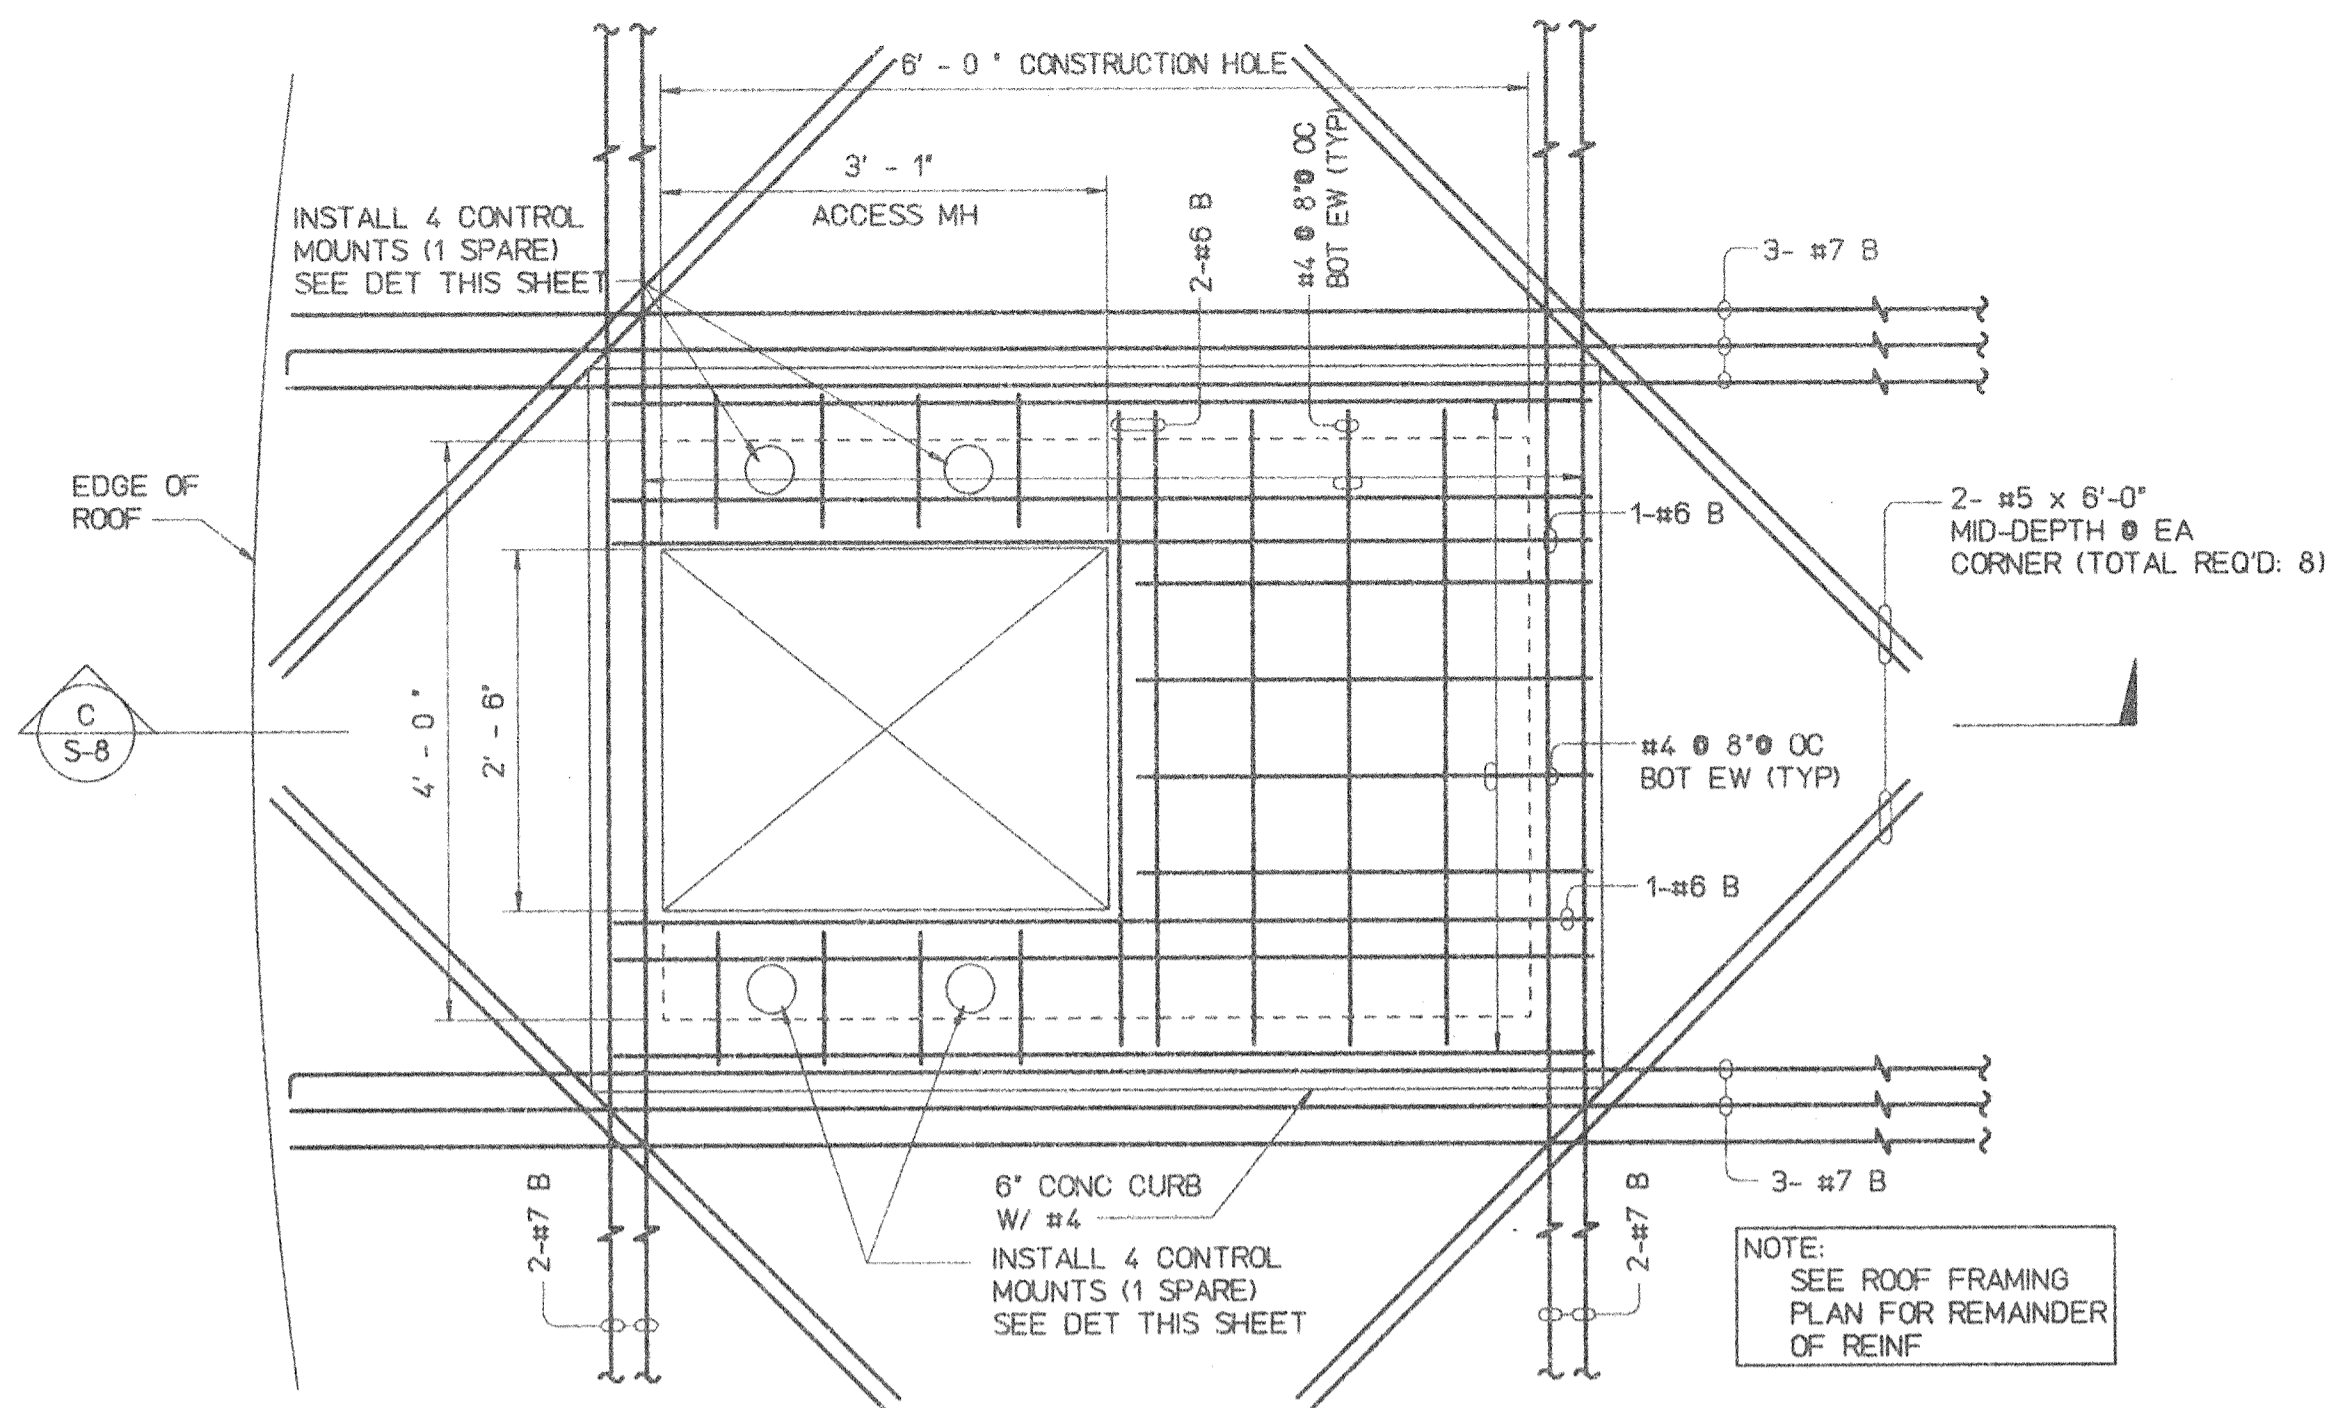 6' - 0" CONSTRUCTION HOLE
3' - 1"
ACCESS MH
INSTALL 4 CONTROL
MOUNTS (1 SPARE)
SEE DET THIS SHEET
2-#6 B
#4 @ 8"@ OC
BOT EW (TYP)
3- #7 B
EDGE OF
ROOF
1-#6 B
2- #5 x 6'-0"
MID-DEPTH @ EA
CORNER (TOTAL REQ'D: 8)
C
S-8
4' - 0"
2' - 6"
#4 @ 8"@ OC
BOT EW (TYP)
1-#6 B
2-#7 B
6" CONC CURB
W/ #4
INSTALL 4 CONTROL
MOUNTS (1 SPARE)
SEE DET THIS SHEET
2-#7 B
3- #7 B
NOTE:
SEE ROOF FRAMING
PLAN FOR REMAINDER
OF REINF